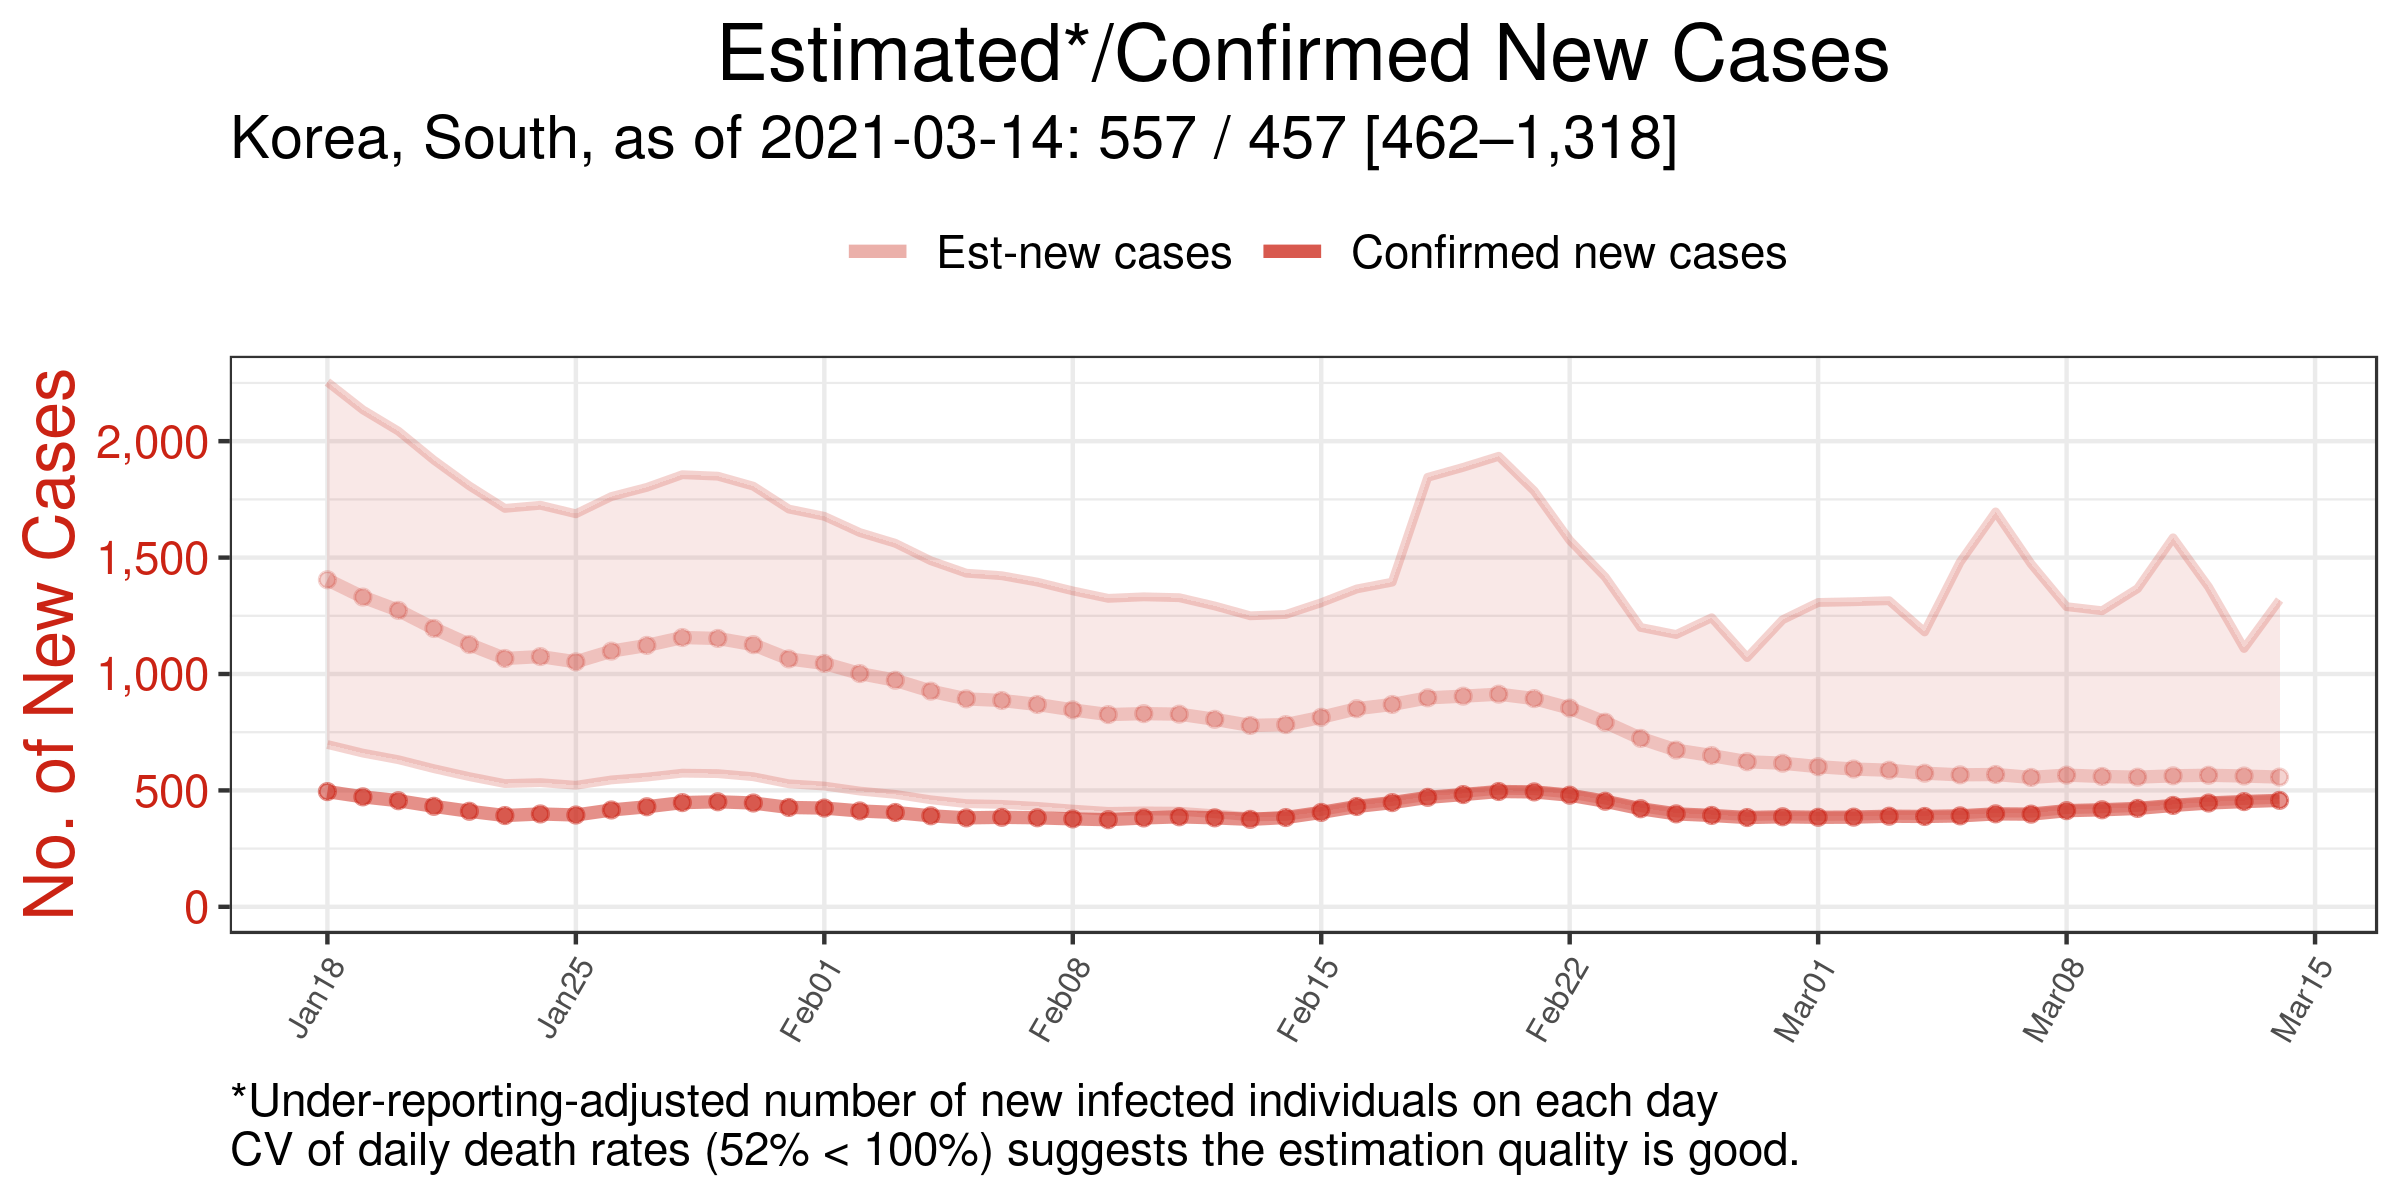 Estimated*/Confirmed New Cases
Korea, South, as of 2021-03-14: 557 / 457 [462–1,318]
Est-new cases
Confirmed new cases
No. of New Cases
2,000
1,500
1,000
500
0
Jan18
Jan25
Feb01
Feb08
Feb15
Feb22
Mar01
Mar08
Mar15
*Under-reporting-adjusted number of new infected individuals on each day
CV of daily death rates (52% < 100%) suggests the estimation quality is good.